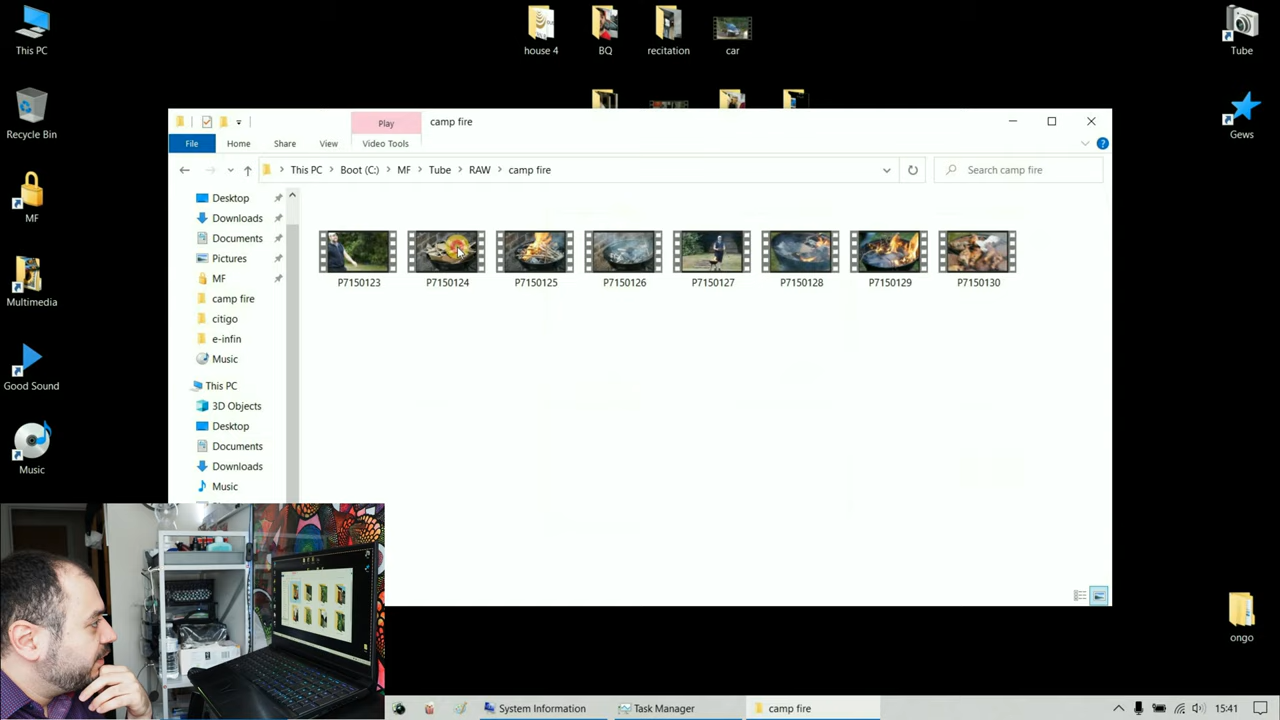 This PC
house 4
BQ
recitation
car
Tube
Recycle Bin
Gews
MF
Multimedia
Good Sound
Music
ongo
Play
camp fire
File
Home
Share
View
Video Tools
This PC
Boot (C:)
MF
Tube
RAW
camp fire
Search camp fire
Desktop
Downloads
Documents
Pictures
MF
camp fire
citigo
e-infin
Music
This PC
3D Objects
Desktop
Documents
Downloads
Music
P7150123
P7150124
P7150125
P7150126
P7150127
P7150128
P7150129
P7150130
System Information
Task Manager
camp fire
15:41